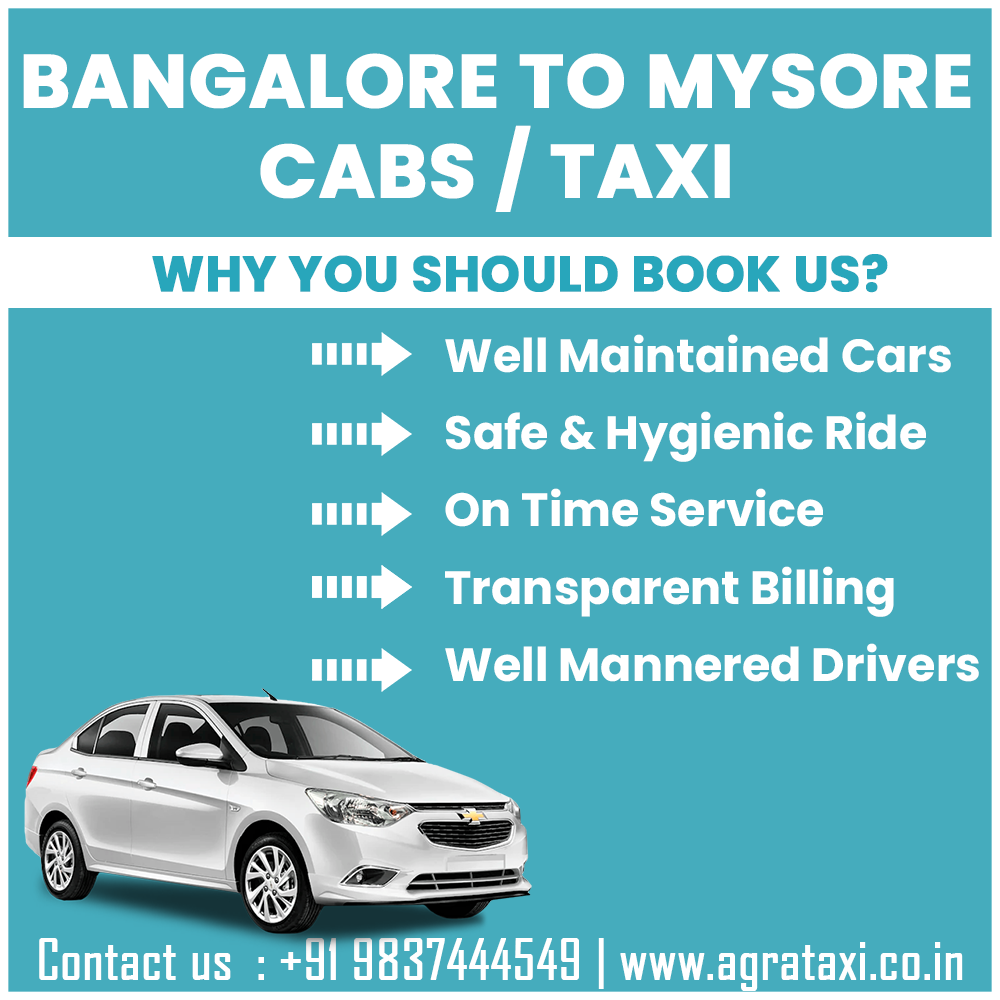 BANGALORE TO MYSORE
CABS / TAXI
WHY YOU SHOULD BOOK US?
Well Maintained Cars
Safe & Hygienic Ride
On Time Service
Transparent Billing
Well Mannered Drivers
Contact us : +91 9837444549 | www.agrataxi.co.in